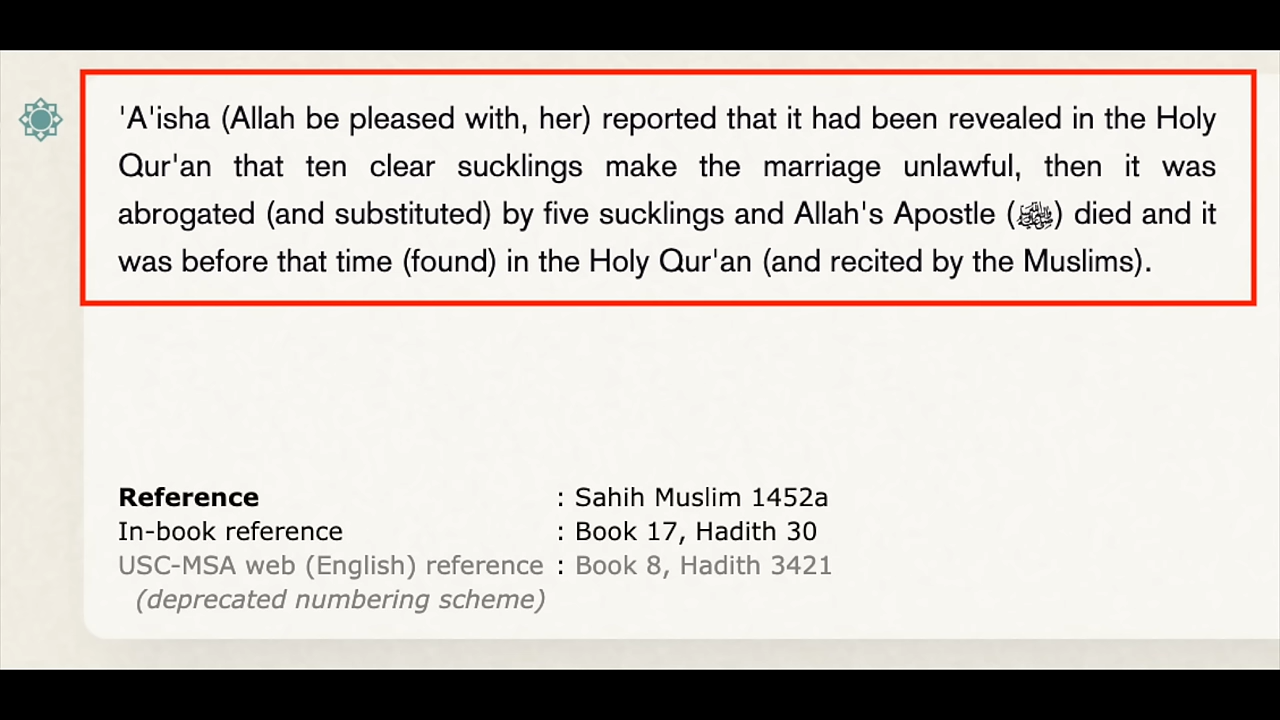 'A'isha (Allah be pleased with, her) reported that it had been revealed in the Holy
Qur'an that ten clear sucklings make the marriage unlawful, then it was
abrogated (and substituted) by five sucklings and Allah's Apostle (ﷺ) died and it
was before that time (found) in the Holy Qur'an (and recited by the Muslims).
Reference : Sahih Muslim 1452a
In-book reference : Book 17, Hadith 30
USC-MSA web (English) reference : Book 8, Hadith 3421
(deprecated numbering scheme)